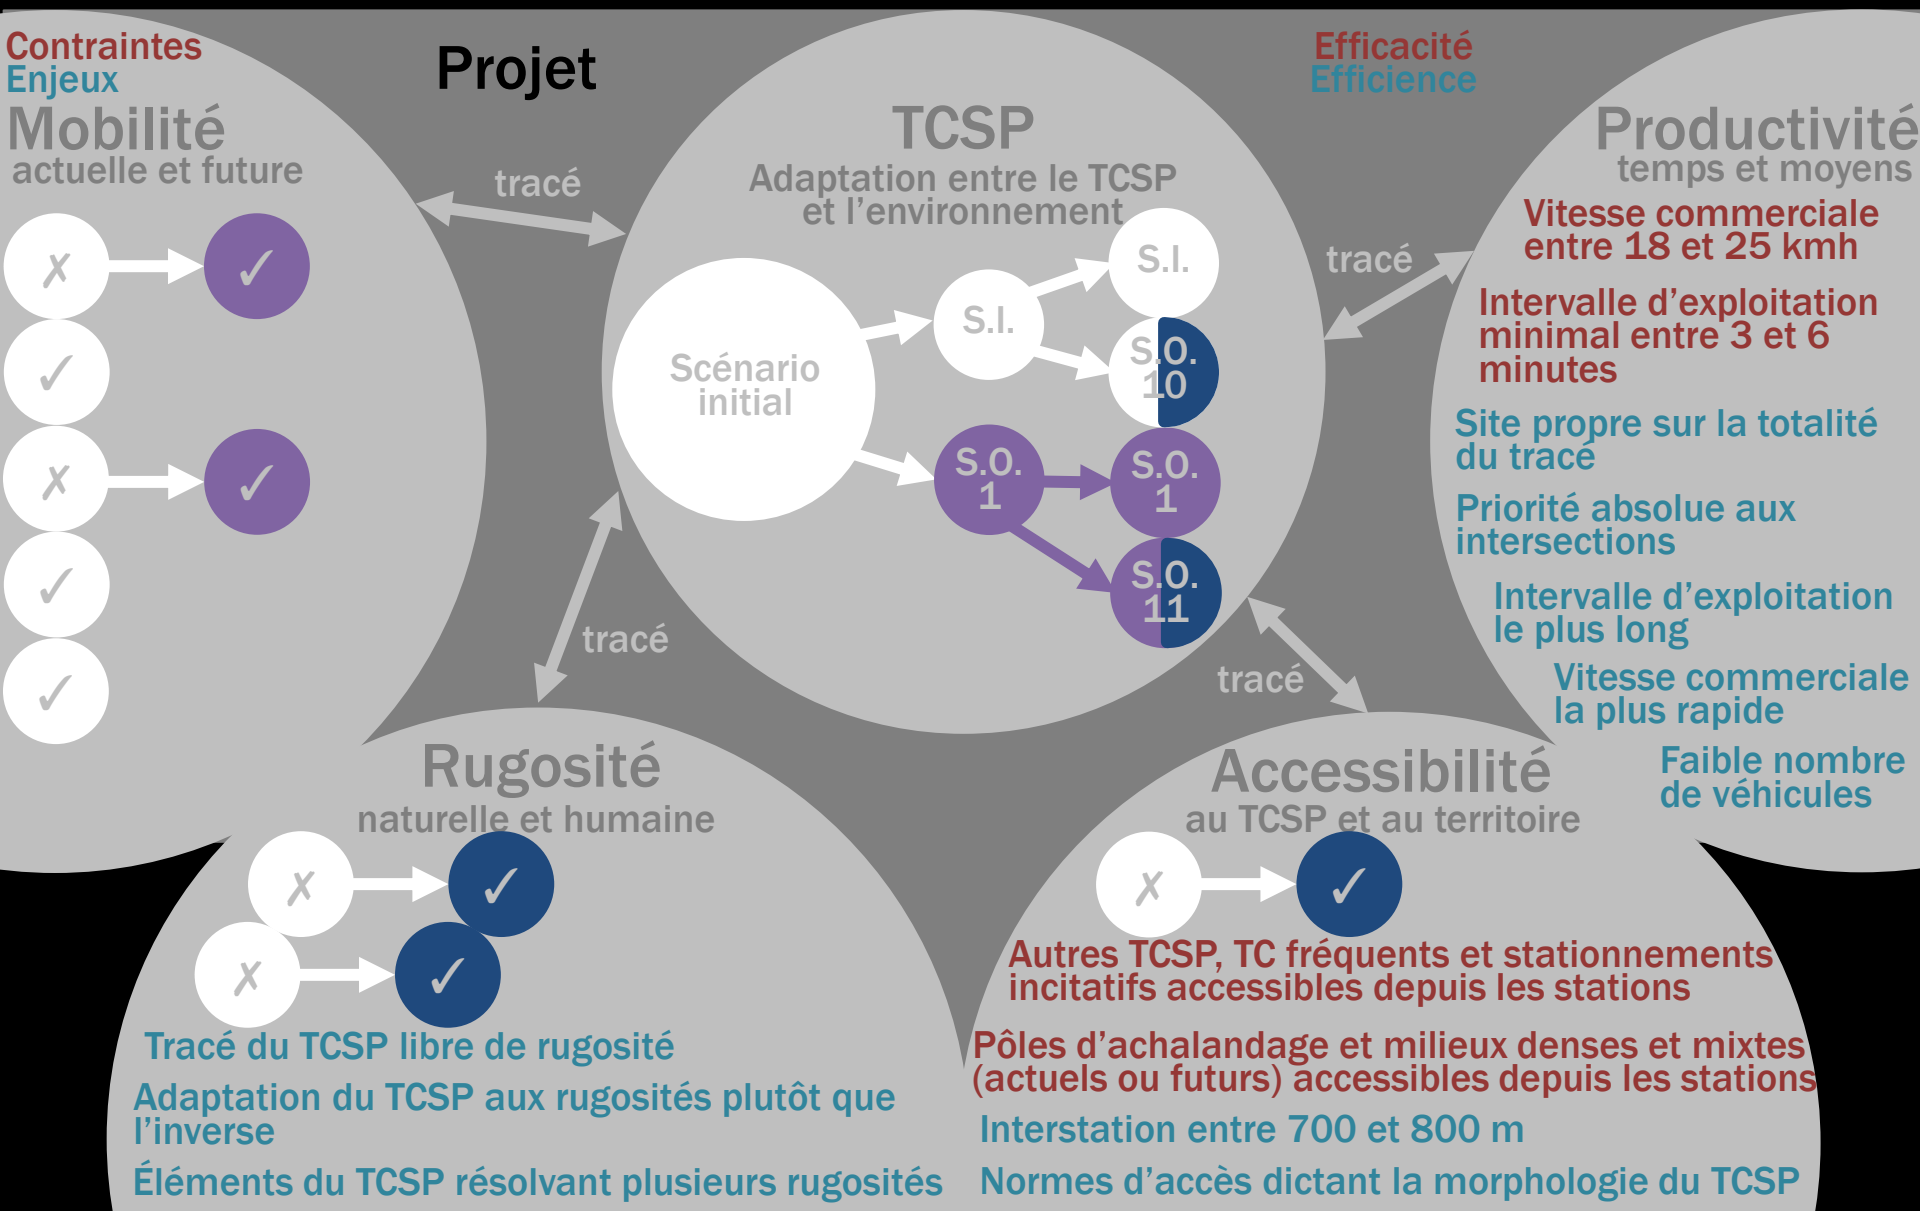 Contraintes
Enjeux
Mobilité
actuelle et future
✗
✓
✓
✗
✓
✓
✓
Projet
tracé
TCSP
Adaptation entre le TCSP
et l’environnement
Scénario
initial
S.I.
S.I.
S.O.
10
S.O.
1
S.O.
1
S.O.
11
tracé
tracé
tracé
Efficacité
Efficience
Productivité
temps et moyens
Vitesse commerciale
entre 18 et 25 kmh
Intervalle d’exploitation
minimal entre 3 et 6
minutes
Site propre sur la totalité
du tracé
Priorité absolue aux
intersections
Intervalle d’exploitation
le plus long
Vitesse commerciale
la plus rapide
Faible nombre
de véhicules
Rugosité
naturelle et humaine
✗
✓
✗
✓
Tracé du TCSP libre de rugosité
Adaptation du TCSP aux rugosités plutôt que
l’inverse
Éléments du TCSP résolvant plusieurs rugosités
Accessibilité
au TCSP et au territoire
✗
✓
Autres TCSP, TC fréquents et stationnements
incitatifs accessibles depuis les stations
Pôles d’achalandage et milieux denses et mixtes
(actuels ou futurs) accessibles depuis les stations
Interstation entre 700 et 800 m
Normes d’accès dictant la morphologie du TCSP